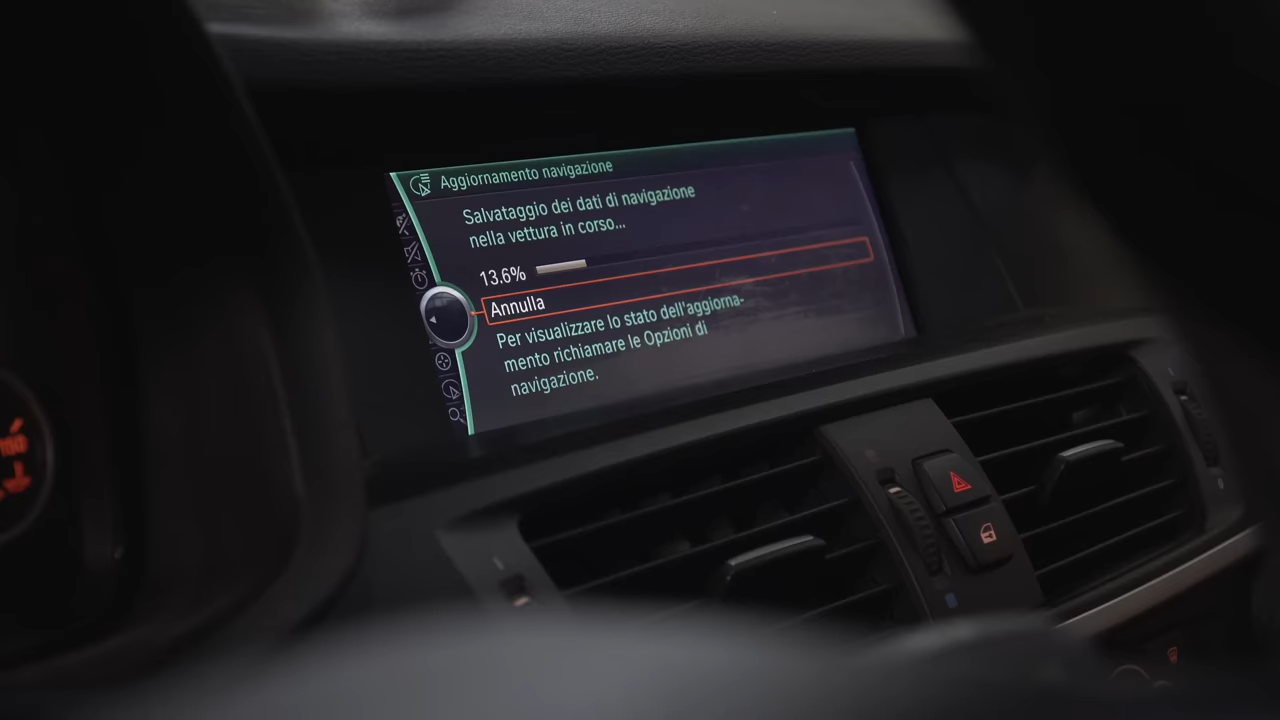 Aggiornamento navigazione
Salvataggio dei dati di navigazione
nella vettura in corso...
13.6%
Annulla
Per visualizzare lo stato dell'aggiorna-
mento richiamare le Opzioni di
navigazione.